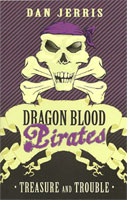 DAN JERRIS
DRAGON BLOOD
Pirates
• TREASURE AND TROUBLE •